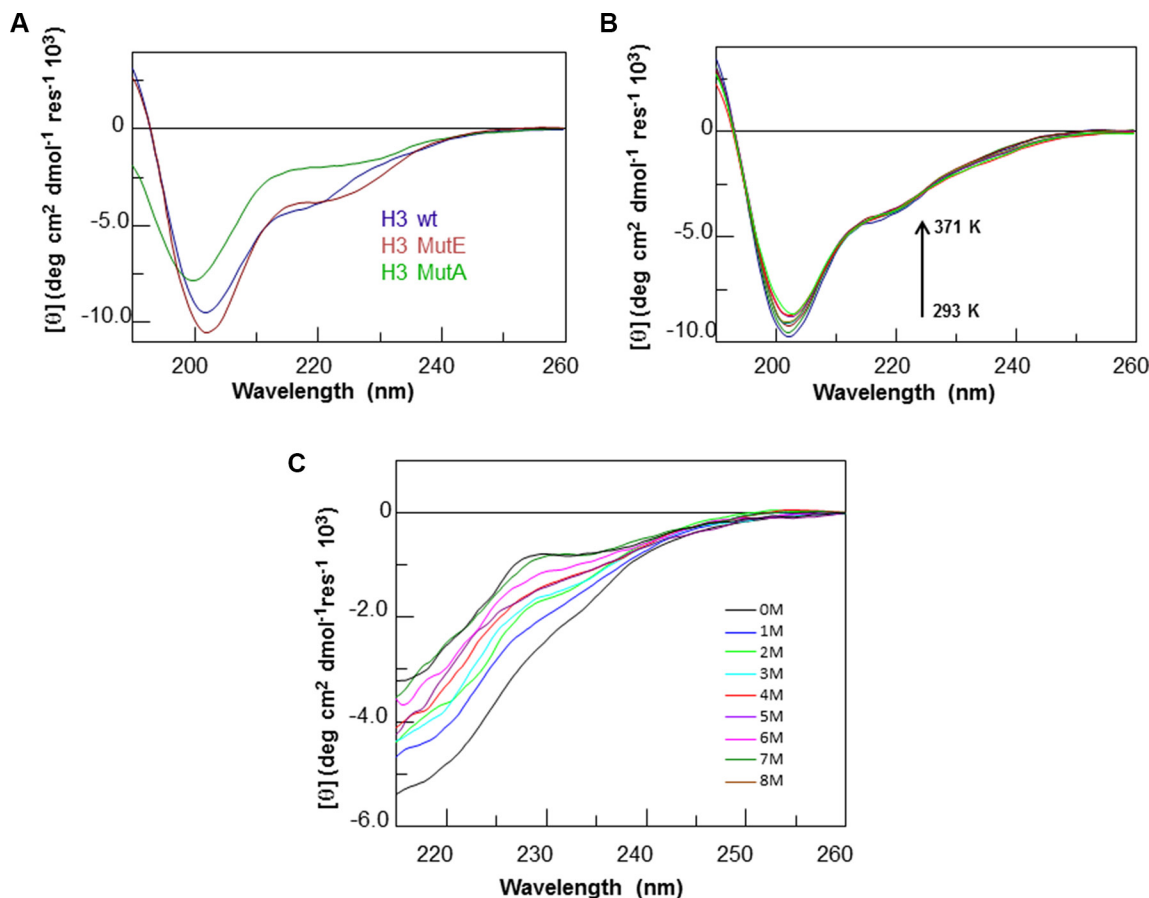 A
[θ] (deg cm² dmol⁻¹ res⁻¹ 10³)
0
-5.0
-10.0
H3 wt
H3 MutE
H3 MutA
200 220 240 260
Wavelength (nm)
B
[θ] (deg cm² dmol⁻¹ res⁻¹ 10³)
0
-5.0
-10.0
371 K
293 K
200 220 240 260
Wavelength (nm)
C
[θ] (deg cm² dmol⁻¹res⁻¹ 10³)
0
-2.0
-4.0
-6.0
0M
1M
2M
3M
4M
5M
6M
7M
8M
220 230 240 250 260
Wavelength (nm)